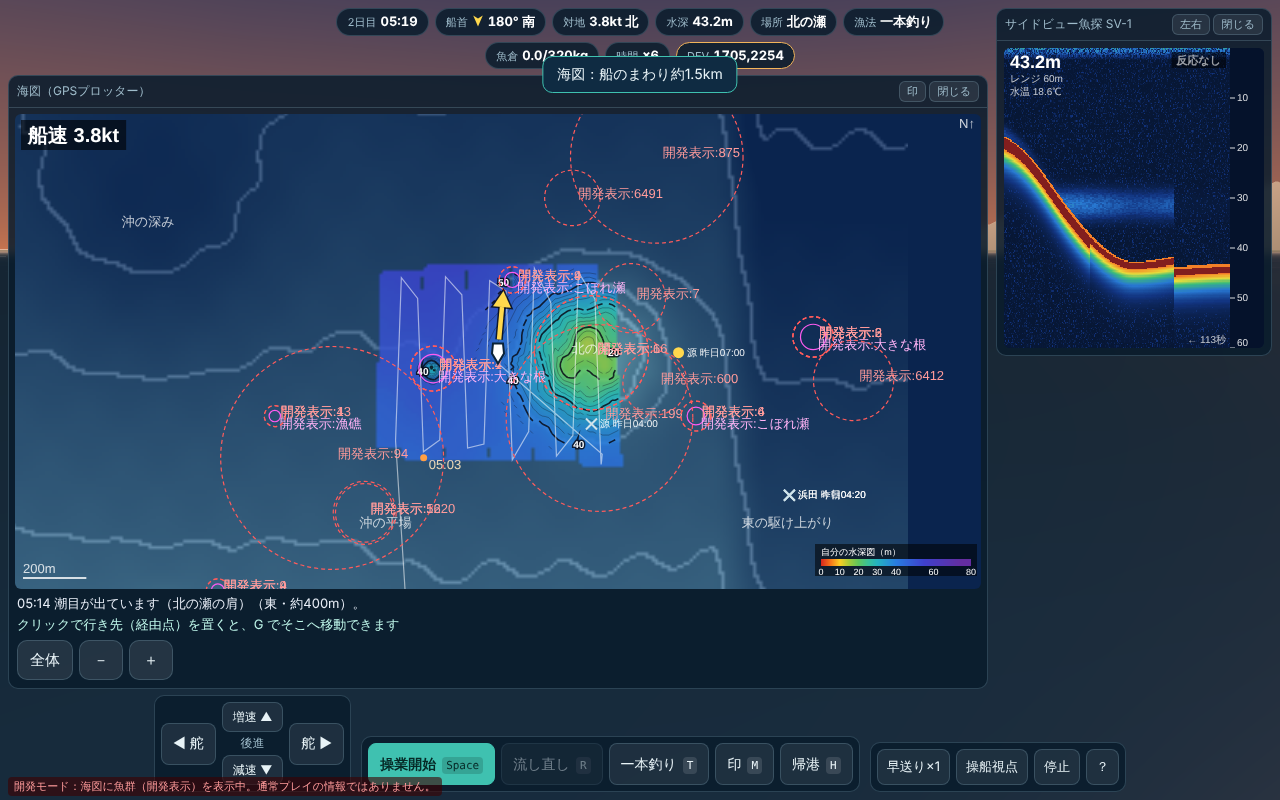 2日目 05:19
船首 180° 南
対地 3.8kt 北
水深 43.2m
場所 北の瀬
漁法 一本釣り
魚倉 0.0/320kg
時間 ×6
DEV 1705,2254
海図：船のまわり約1.5km
海図（GPSプロッター）
印
閉じる
船速 3.8kt
N↑
開発表示:875
開発表示:6491
沖の深み
開発表示:こぼれ瀬
50
開発表示:7
北の瀬
20
源 昨日07:00
開発表示:大きな根
40
40
開発表示:大きな根
開発表示:600
開発表示:6412
開発表示:漁礁
開発表示:199
源 昨日04:00
開発表示:こぼれ瀬
40
開発表示:94
05:03
沖の平場
東の駆け上がり
200m
自分の水深図（m）
0 10 20 30 40 60 80
05:14 潮目が出ています（北の瀬の肩）（東・約400m）。
クリックで行き先（経由点）を置くと、G でそこへ移動できます
全体
−
+
サイドビュー魚探 SV-1
左右
閉じる
43.2m
反応なし
レンジ 60m
水温 18.6℃
10
20
30
40
50
60
← 113秒
◀ 舵
増速 ▲
後進
減速 ▼
舵 ▶
操業開始 Space
流し直し R
一本釣り T
印 M
帰港 H
早送り×1
操船視点
停止
?
開発モード：海図に魚群（開発表示）を表示中。通常プレイの情報ではありません。